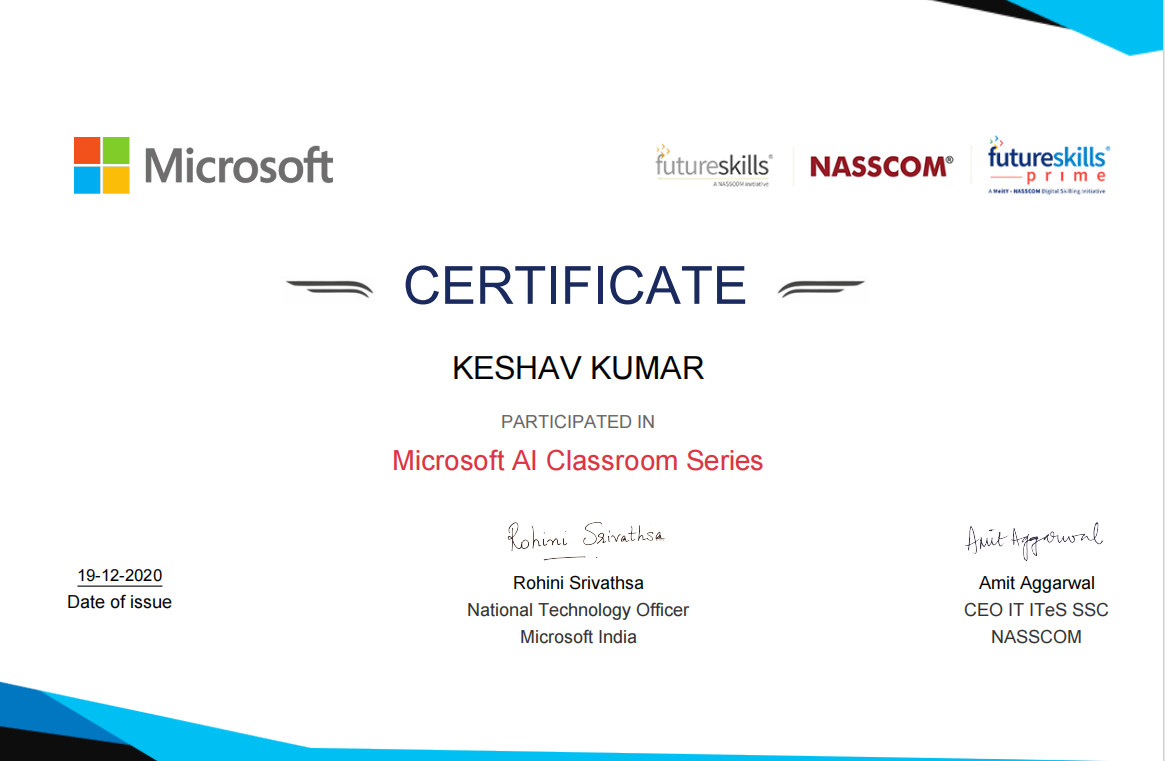 Microsoft
futureskills®
A NASSCOM Initiative
NASSCOM®
futureskills®
prime
A MeitY - NASSCOM Digital Skilling Initiative
CERTIFICATE
KESHAV KUMAR
PARTICIPATED IN
Microsoft AI Classroom Series
Rohini Srivathsa
Amit Aggarwal
19-12-2020
Date of issue
Rohini Srivathsa
National Technology Officer
Microsoft India
Amit Aggarwal
CEO IT ITeS SSC
NASSCOM